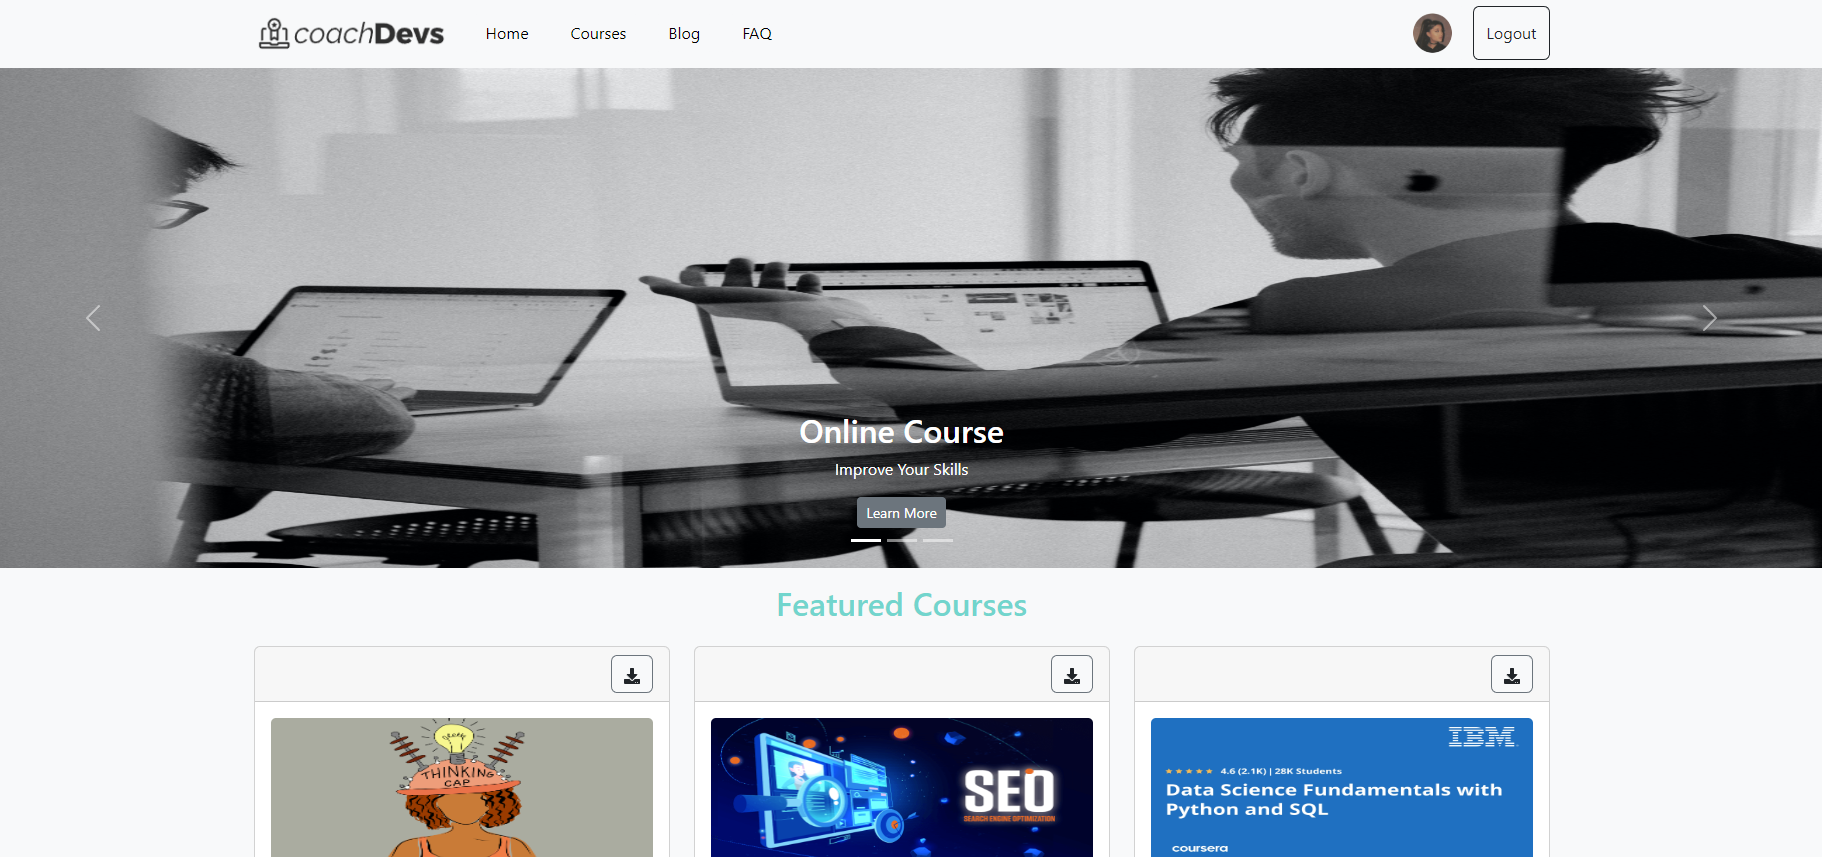 coachDevs
Home
Courses
Blog
FAQ
Logout
Online Course
Improve Your Skills
Learn More
Featured Courses
THINKING
CAP
SEO
SEARCH ENGINE OPTIMIZATION
IBM
4.6 (2.1K) | 28K Students
Data Science Fundamentals with
Python and SQL
coursera